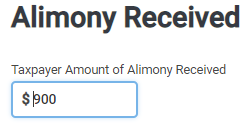 Alimony Received
Taxpayer Amount of Alimony Received
$900